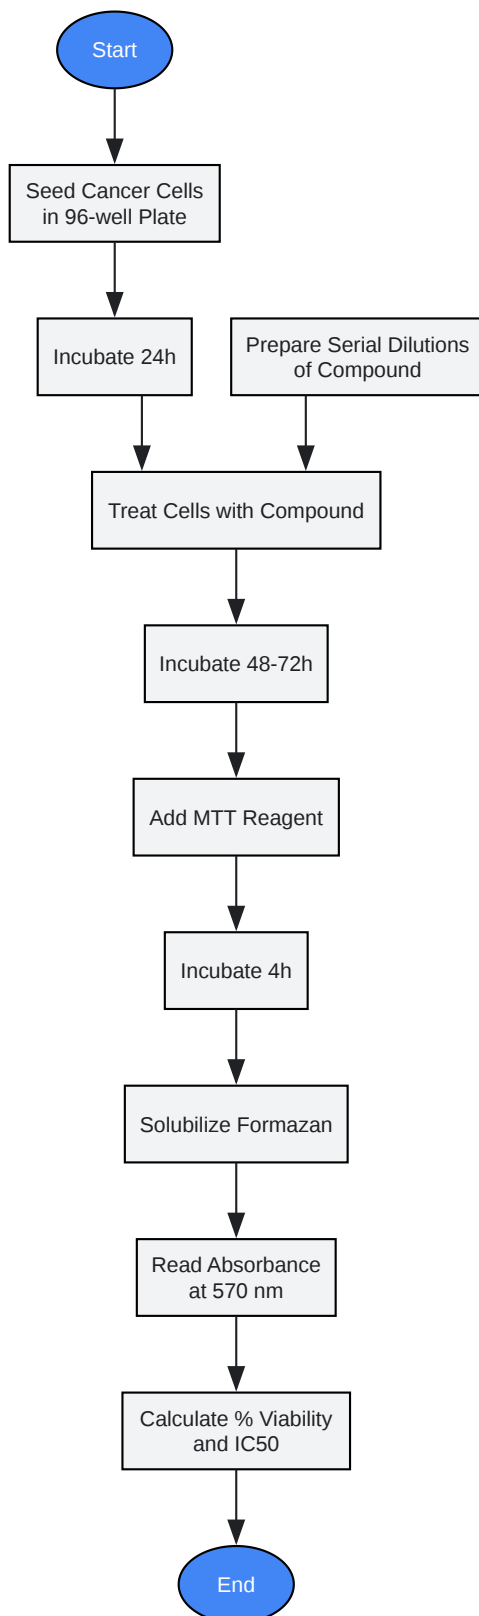 Start
Seed Cancer Cells
in 96-well Plate
Incubate 24h
Prepare Serial Dilutions
of Compound
Treat Cells with Compound
Incubate 48-72h
Add MTT Reagent
Incubate 4h
Solubilize Formazan
Read Absorbance
at 570 nm
Calculate % Viability
and IC50
End